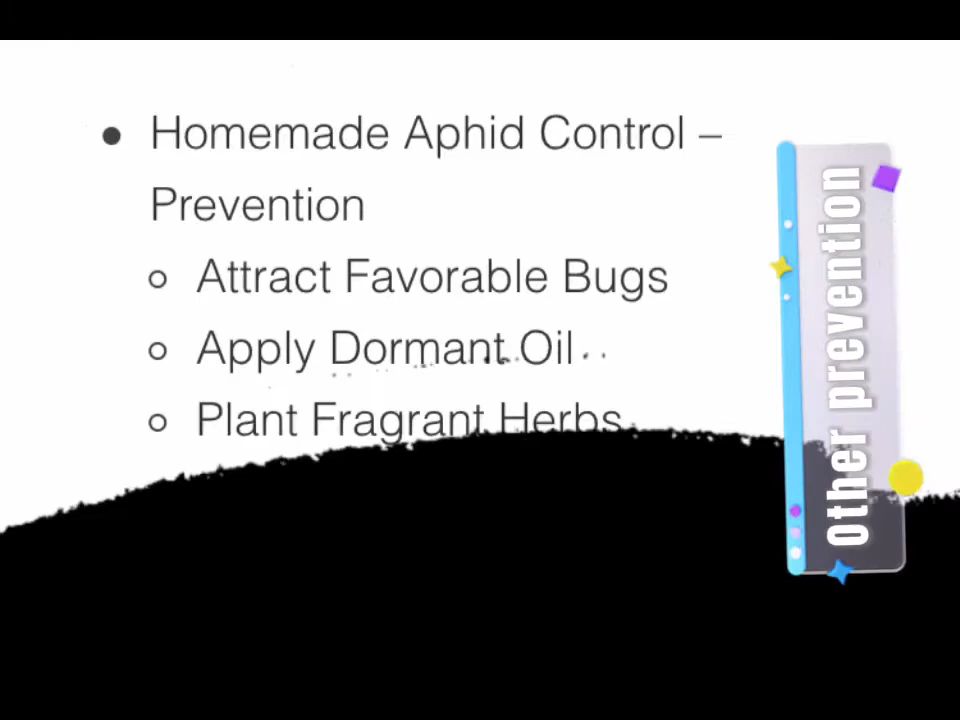 Homemade Aphid Control –
Prevention
Attract Favorable Bugs
Apply Dormant Oil
Plant Fragrant Herbs
Other prevention